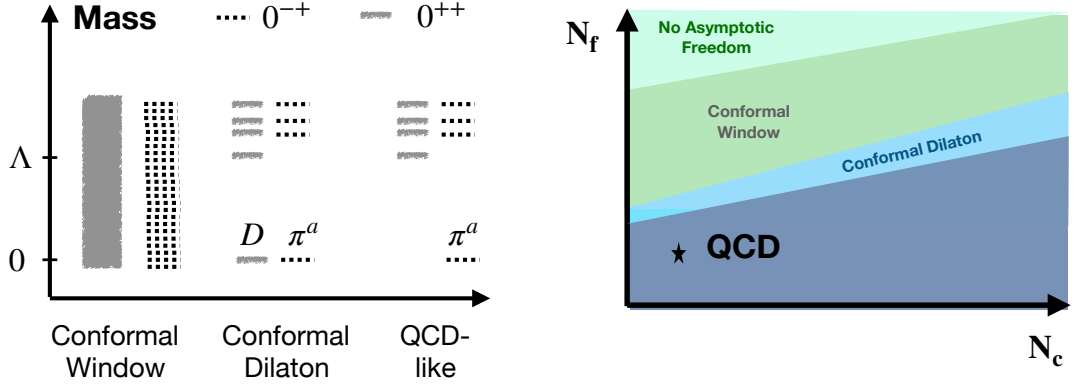 Mass
0⁻⁺
0⁺⁺
Λ
0
D
πᵃ
πᵃ
Conformal
Window
Conformal
Dilaton
QCD-
like
N_f
No Asymptotic
Freedom
Conformal
Window
Conformal Dilaton
QCD
N_c